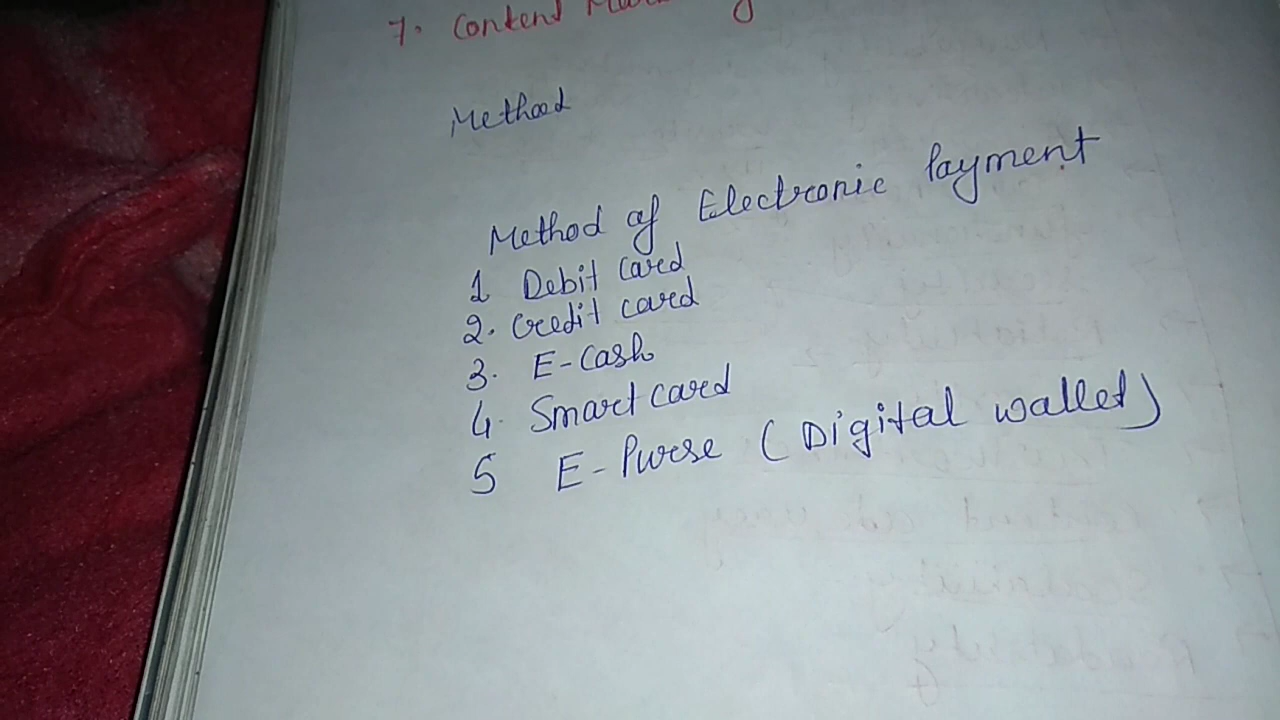 7. Content
Method
Method of Electronic Payment
1 Debit Card
2. Credit card
3. E-Cash
4. Smart card
5 E-Purse (Digital wallet)